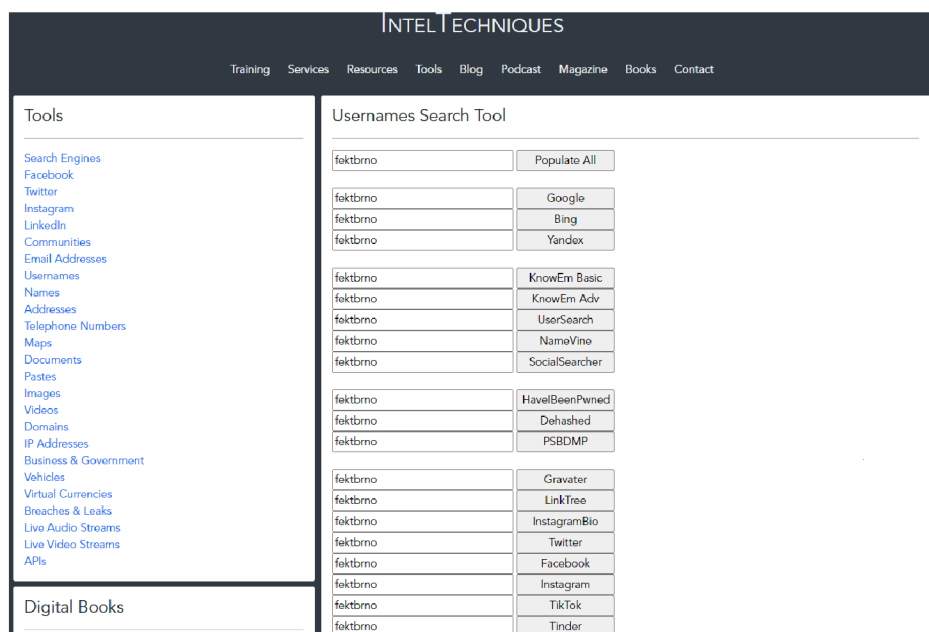 INTELTECHNIQUES
Training Services Resources Tools Blog Podcast Magazine Books Contact
Tools
Search Engines
Facebook
Twitter
Instagram
LinkedIn
Communities
Email Addresses
Usernames
Names
Addresses
Telephone Numbers
Maps
Documents
Pastes
Images
Videos
Domains
IP Addresses
Business & Government
Vehicles
Virtual Currencies
Breaches & Leaks
Live Audio Streams
Live Video Streams
APIs
Digital Books
Usernames Search Tool
fektbrno Populate All
fektbrno Google
fektbrno Bing
fektbrno Yandex
fektbrno KnowEm Basic
fektbrno KnowEm Adv
fektbrno UserSearch
fektbrno NameVine
fektbrno SocialSearcher
fektbrno HaveIBeenPwned
fektbrno Dehashed
fektbrno PSBDMP
fektbrno Gravater
fektbrno LinkTree
fektbrno InstagramBio
fektbrno Twitter
fektbrno Facebook
fektbrno Instagram
fektbrno TikTok
fektbrno Tinder